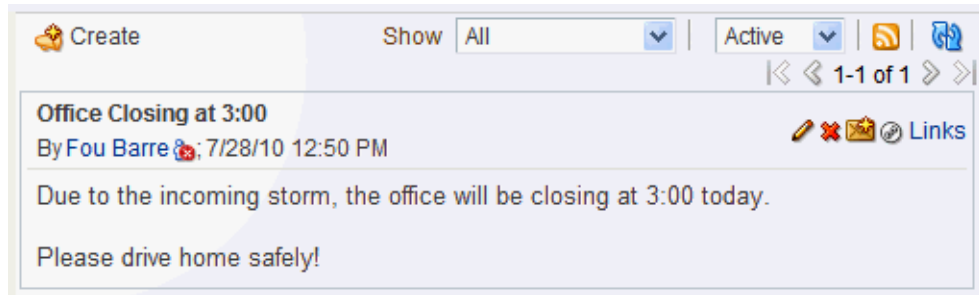 Create Show All Active
1-1 of 1
Office Closing at 3:00
By Fou Barre ; 7/28/10 12:50 PM Links
Due to the incoming storm, the office will be closing at 3:00 today.
Please drive home safely!